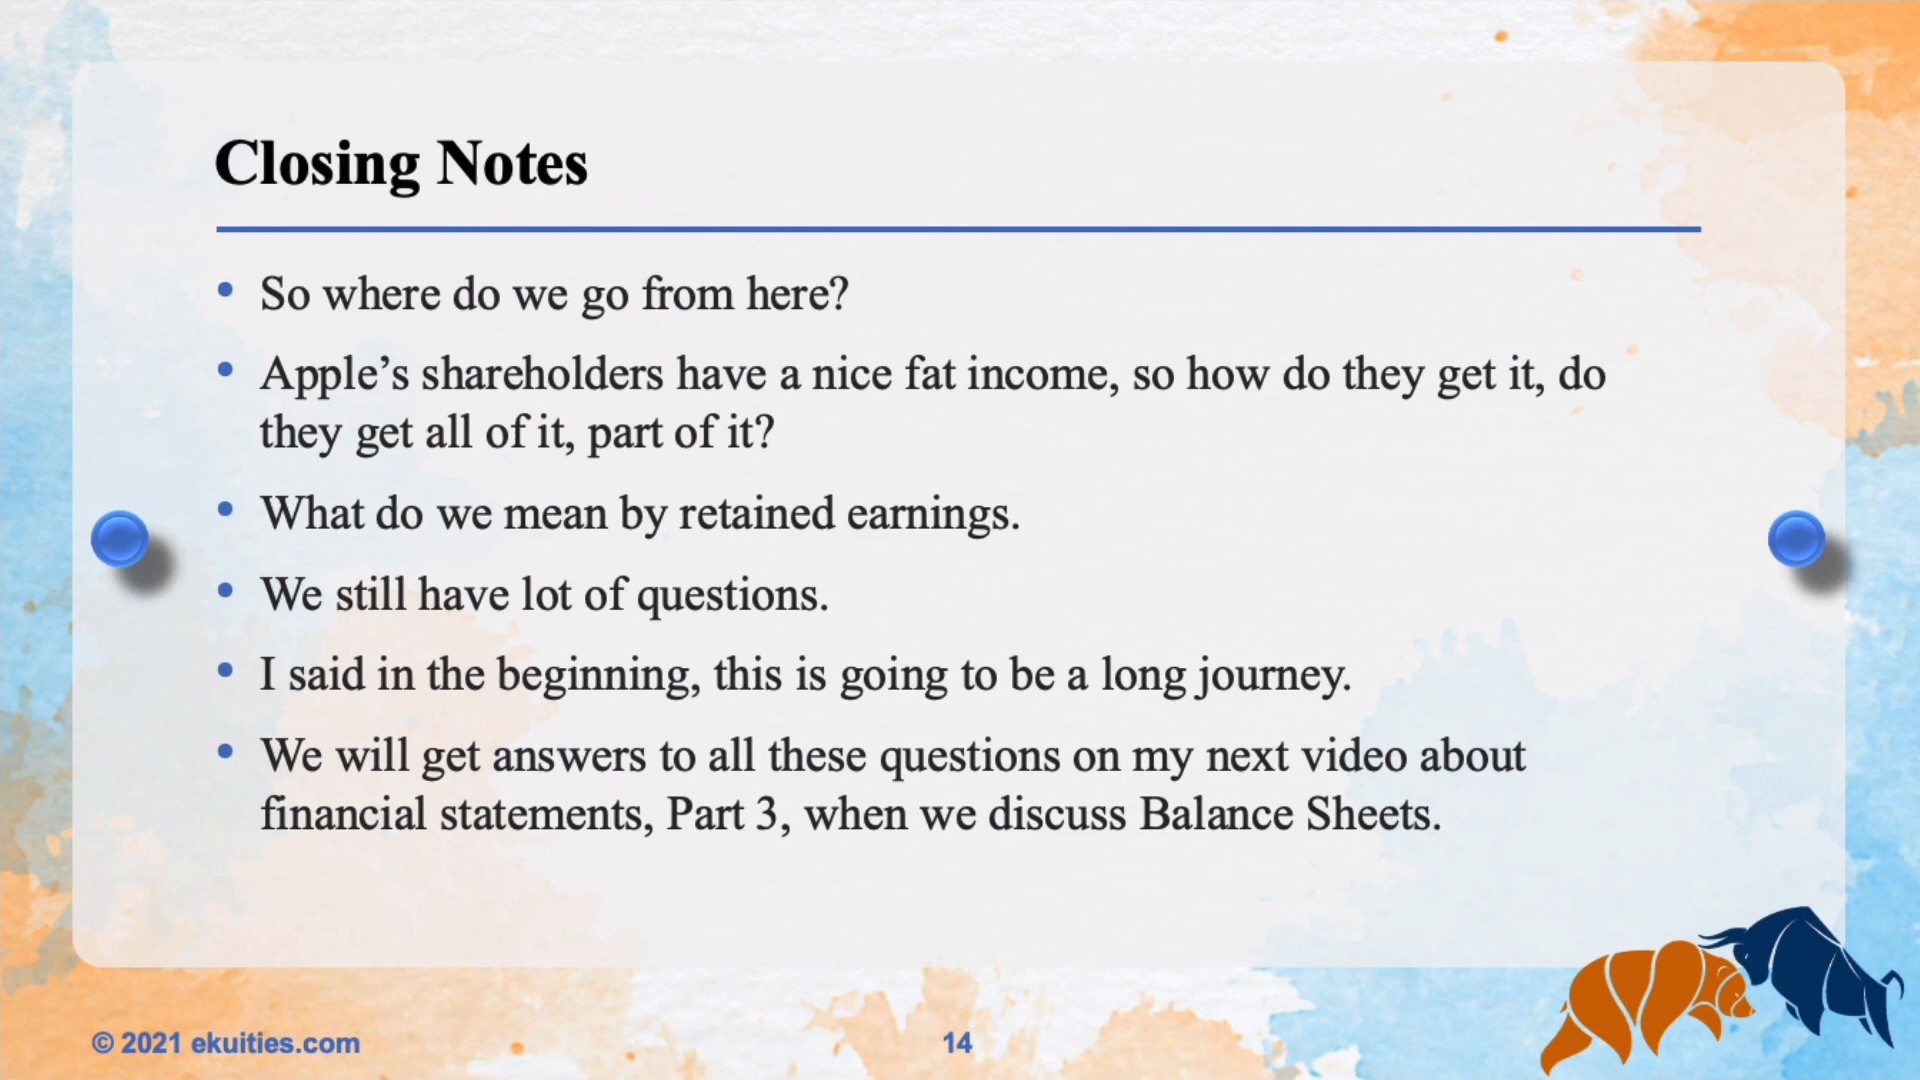 Closing Notes
• So where do we go from here?
• Apple’s shareholders have a nice fat income, so how do they get it, do
they get all of it, part of it?
• What do we mean by retained earnings.
• We still have lot of questions.
• I said in the beginning, this is going to be a long journey.
• We will get answers to all these questions on my next video about
financial statements, Part 3, when we discuss Balance Sheets.
© 2021 ekuities.com
14